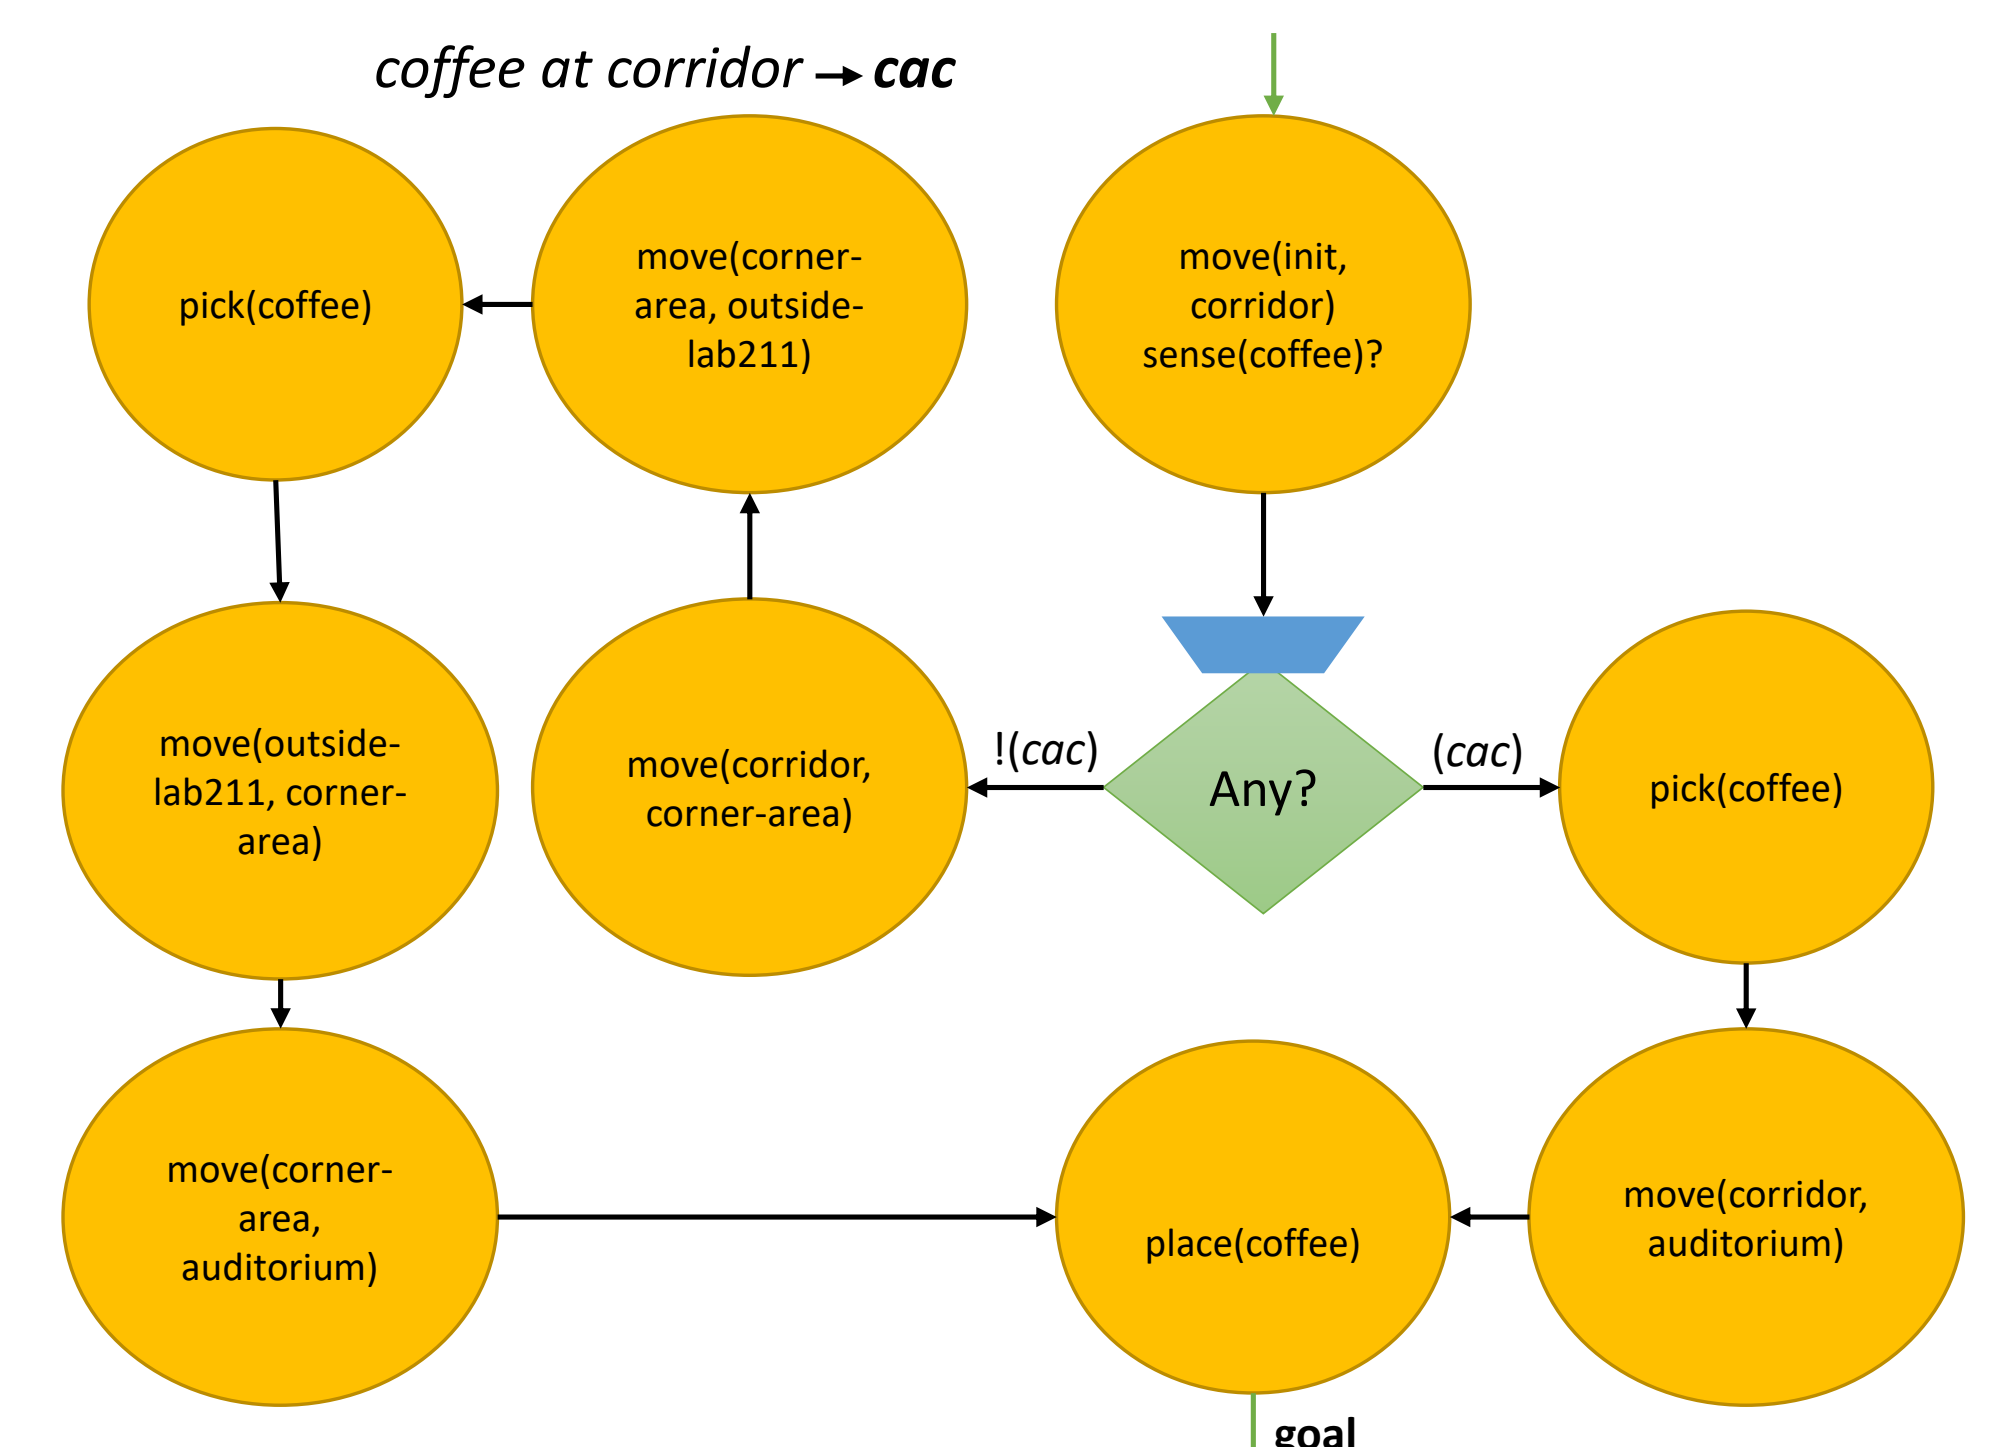 coffee at corridor → cac
pick(coffee)
move(corner-
area, outside-
lab211)
move(init,
corridor)
sense(coffee)?
move(outside-
lab211, corner-
area)
move(corridor,
corner-area)
!(cac)
Any?
(cac)
pick(coffee)
move(corner-
area,
auditorium)
place(coffee)
move(corridor,
auditorium)
goal